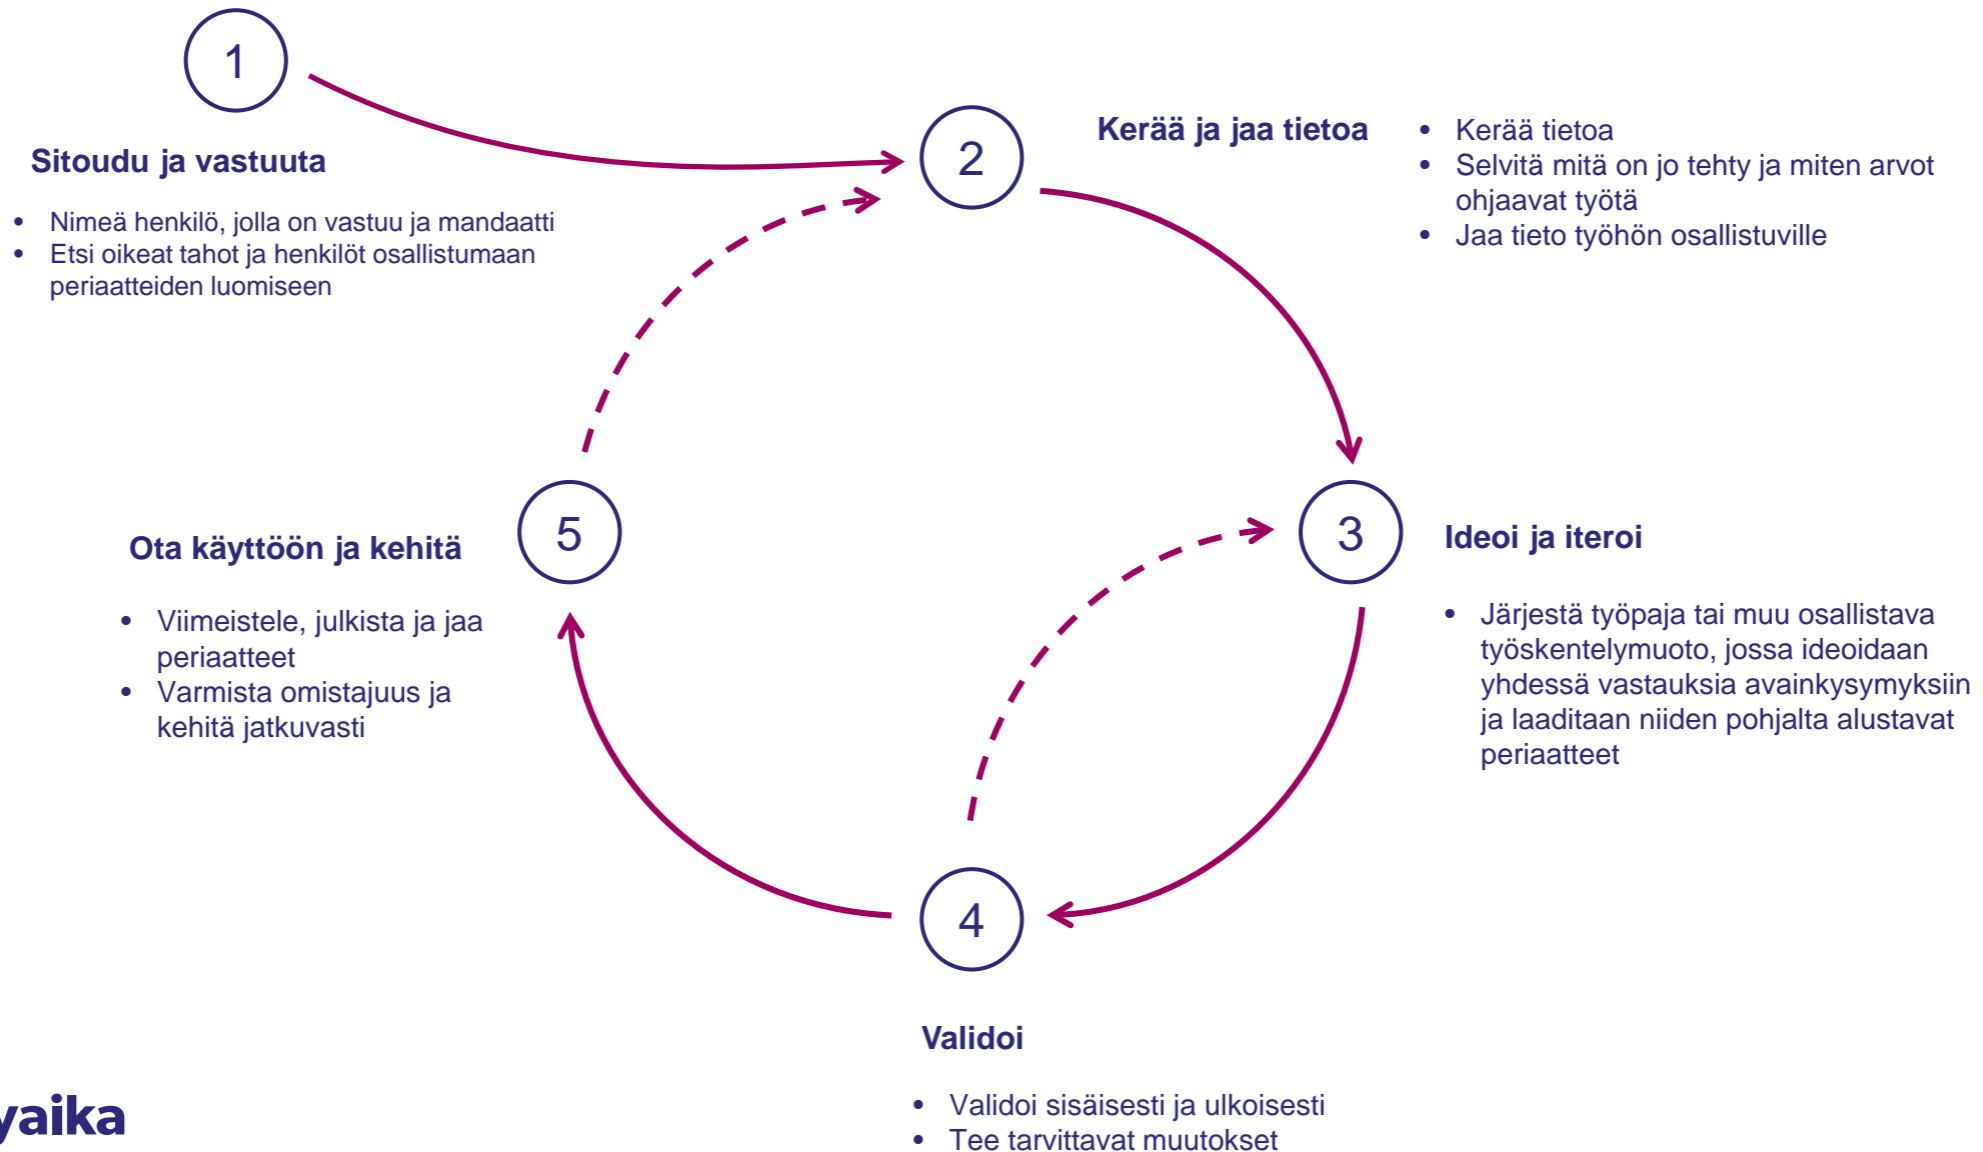 1
Sitoudu ja vastuuta
• Nimeä henkilö, jolla on vastuu ja mandaatti
• Etsi oikeat tahot ja henkilöt osallistumaan
periaatteiden luomiseen
2
Kerää ja jaa tietoa
• Kerää tietoa
• Selvitä mitä on jo tehty ja miten arvot
ohjaavat työtä
• Jaa tieto työhön osallistuville
3
Ideoi ja iteroi
• Järjestä työpaja tai muu osallistava
työskentelymuoto, jossa ideoidaan
yhdessä vastauksia avainkysymyksiin
ja laaditaan niiden pohjalta alustavat
periaatteet
4
Validoi
• Validoi sisäisesti ja ulkoisesti
• Tee tarvittavat muutokset
5
Ota käyttöön ja kehitä
• Viimeistele, julkista ja jaa
periaatteet
• Varmista omistajuus ja
kehitä jatkuvasti
yaika